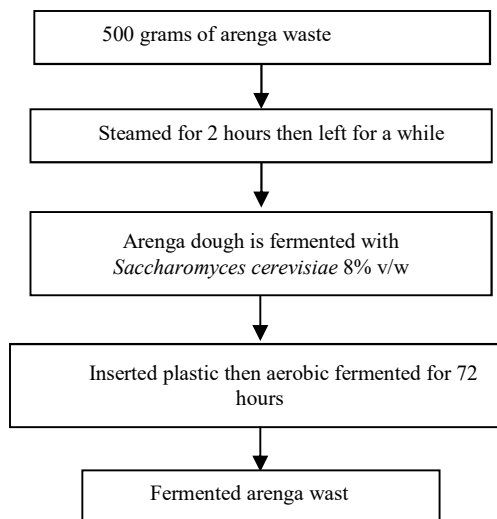 500 grams of arenga waste
Steamed for 2 hours then left for a while
Arenga dough is fermented with
Saccharomyces cerevisiae 8% v/w
Inserted plastic then aerobic fermented for 72
hours
Fermented arenga wast